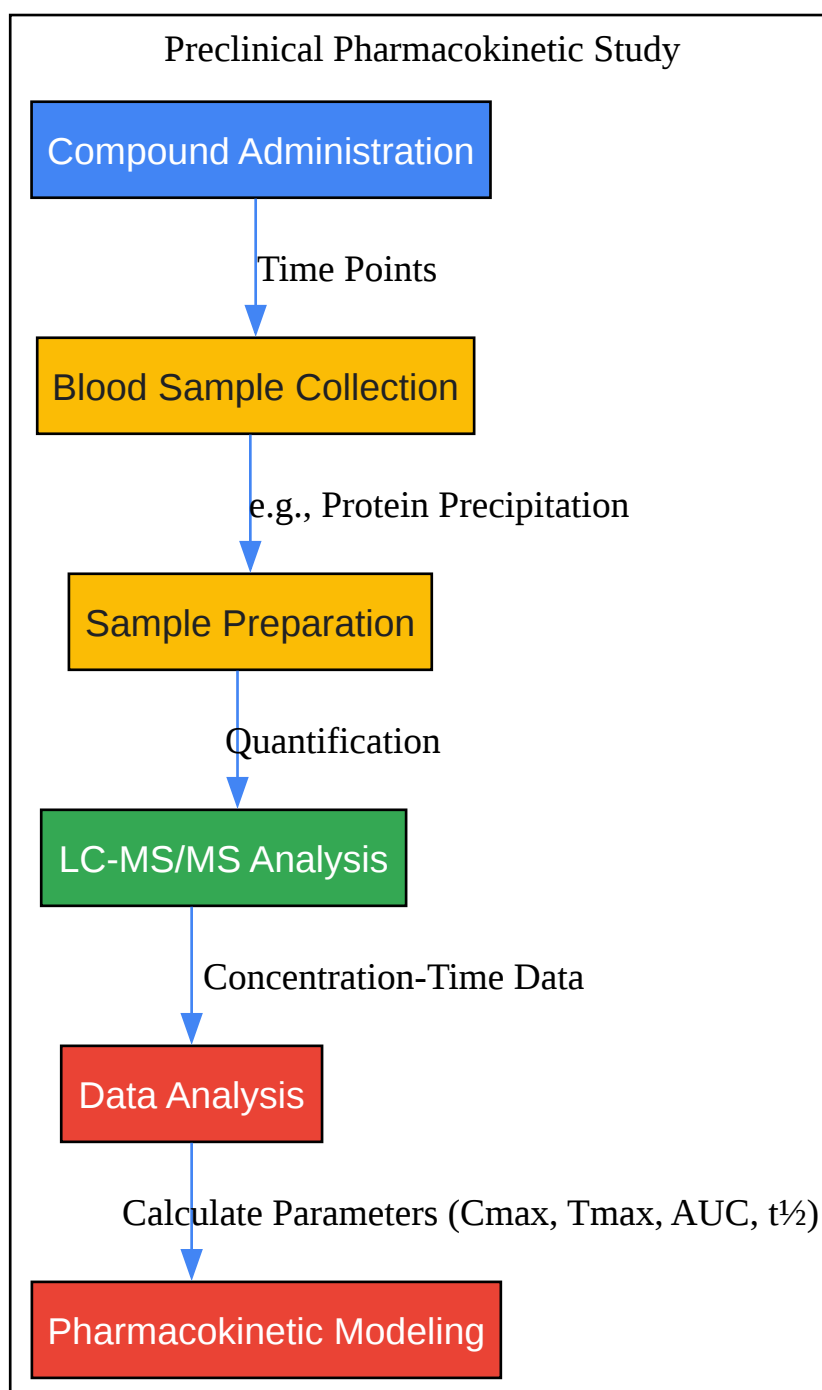 Preclinical Pharmacokinetic Study
Compound Administration
Time Points
Blood Sample Collection
e.g., Protein Precipitation
Sample Preparation
Quantification
LC-MS/MS Analysis
Concentration-Time Data
Data Analysis
Calculate Parameters (Cmax, Tmax, AUC, t½)
Pharmacokinetic Modeling